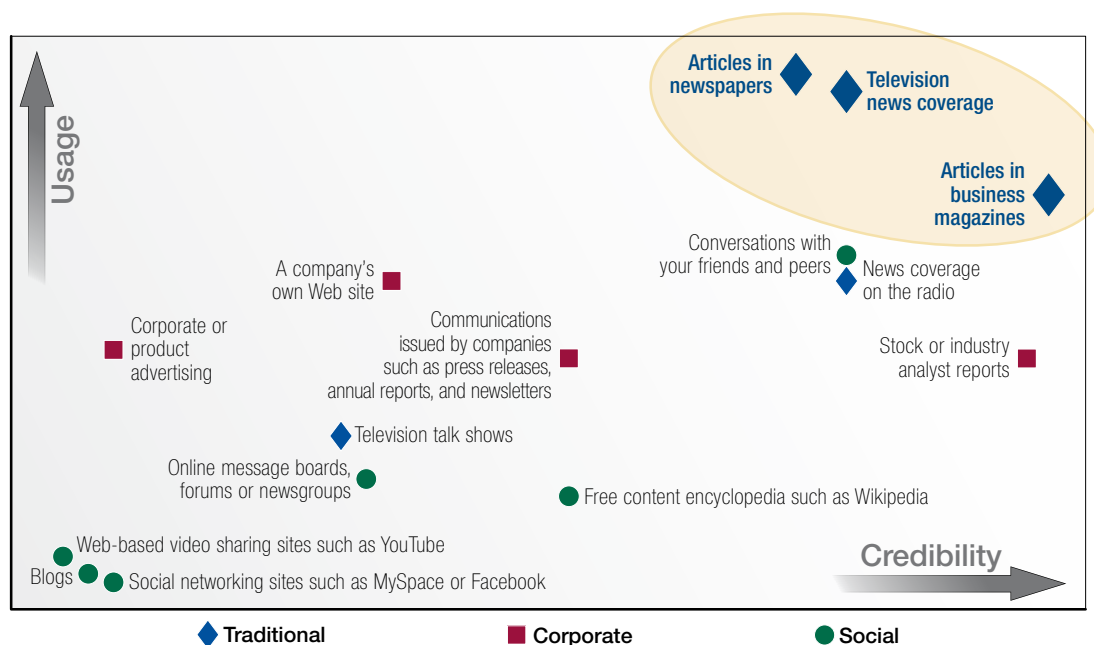 Usage
Articles in
newspapers
Television
news coverage
Articles in
business
magazines
Conversations with
your friends and peers
News coverage
on the radio
A company's
own Web site
Corporate or
product
advertising
Communications
issued by companies
such as press releases,
annual reports, and newsletters
Stock or industry
analyst reports
Television talk shows
Online message boards,
forums or newsgroups
Free content encyclopedia such as Wikipedia
Web-based video sharing sites such as YouTube
Blogs
Social networking sites such as MySpace or Facebook
Credibility
Traditional
Corporate
Social